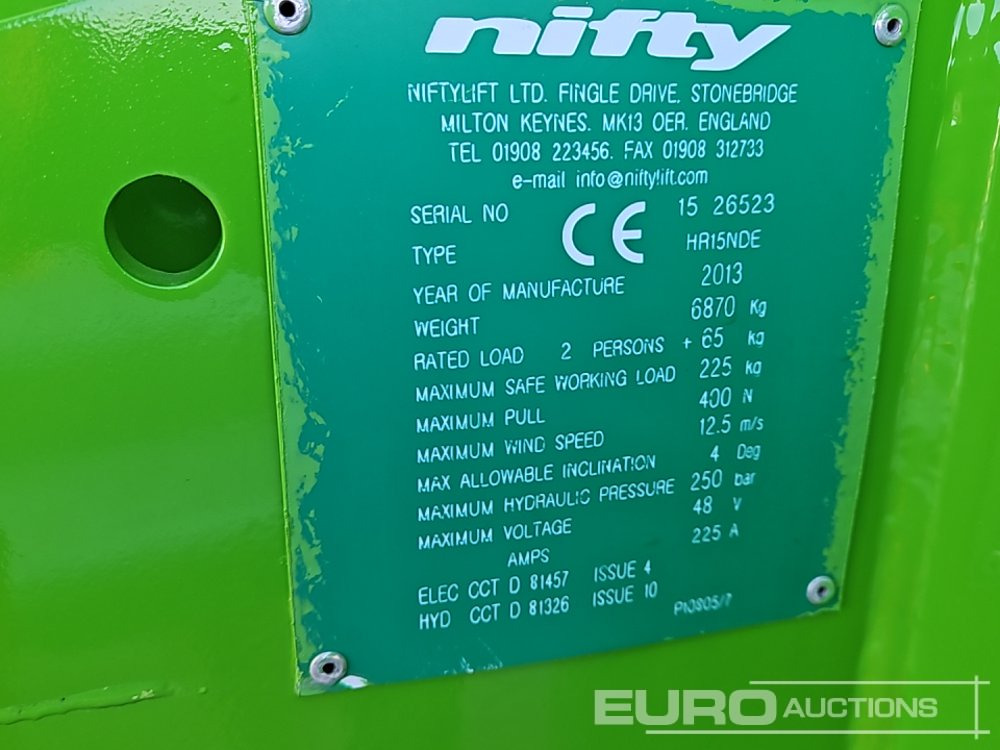 nifty
NIFTYLIFT LTD. FINGLE DRIVE. STONEBRIDGE
MILTON KEYNES. MK13 OER. ENGLAND
TEL 01908 223456. FAX 01908 312733
e-mail info@niftylift.com
SERIAL NO CE 15 26523
TYPE HR15NDE
YEAR OF MANUFACTURE 2013
WEIGHT 6870 Kg
RATED LOAD 2 PERSONS + 65 kg
MAXIMUM SAFE WORKING LOAD 225 kg
MAXIMUM PULL 400 N
MAXIMUM WIND SPEED 12.5 m/s
MAX ALLOWABLE INCLINATION 4 Deg
MAXIMUM HYDRAULIC PRESSURE 250 bar
MAXIMUM VOLTAGE 48 V
AMPS 225 A
ELEC CCT D 81457 ISSUE 4
HYD CCT D 81326 ISSUE 10
P10805/7
EURO AUCTIONS